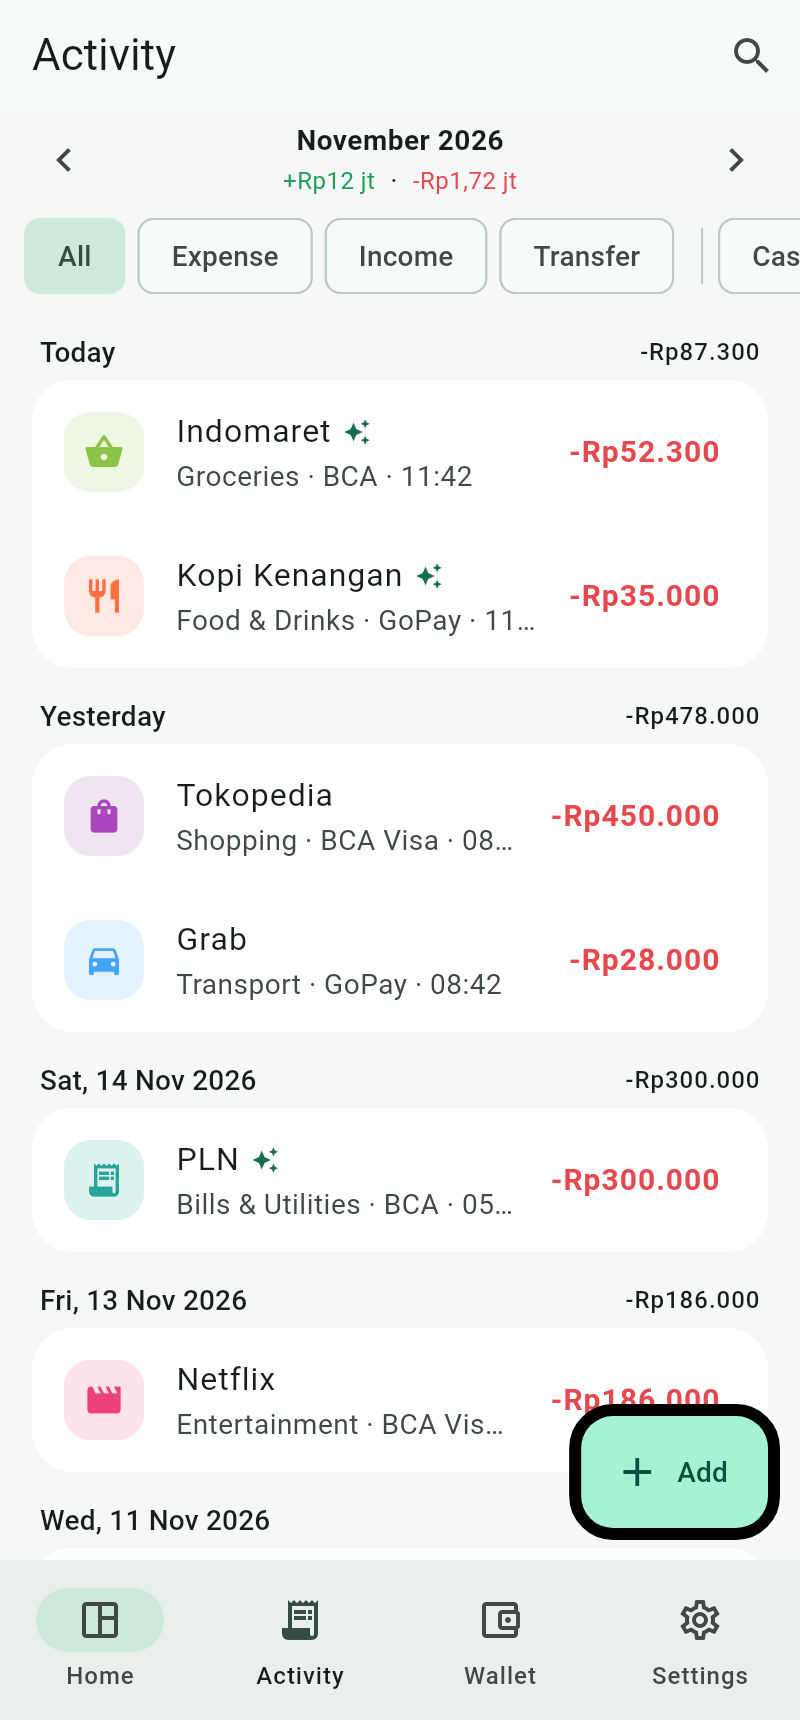 Activity
November 2026
+Rp12 jt · -Rp1,72 jt
All Expense Income Transfer Cas
Today -Rp87.300
Indomaret
-Rp52.300
Groceries · BCA · 11:42
Kopi Kenangan
-Rp35.000
Food & Drinks · GoPay · 11...
Yesterday -Rp478.000
Tokopedia
-Rp450.000
Shopping · BCA Visa · 08...
Grab
-Rp28.000
Transport · GoPay · 08:42
Sat, 14 Nov 2026 -Rp300.000
PLN
-Rp300.000
Bills & Utilities · BCA · 05...
Fri, 13 Nov 2026 -Rp186.000
Netflix
-Rp186.000
Entertainment · BCA Vis...
Add
Wed, 11 Nov 2026
Home Activity Wallet Settings